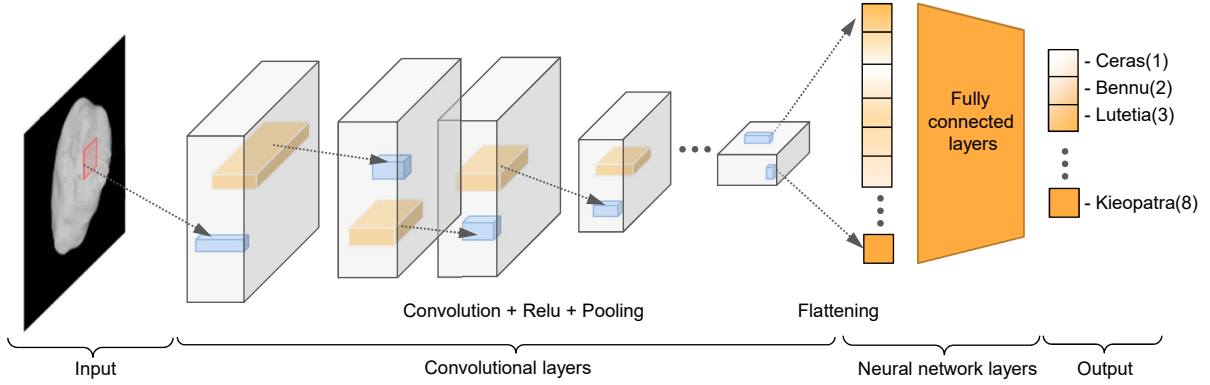 - Ceras(1)
- Bennu(2)
- Lutetia(3)
Fully
connected
layers
- Kieopatra(8)
Convolution + Relu + Pooling
Flattening
Input
Convolutional layers
Neural network layers
Output